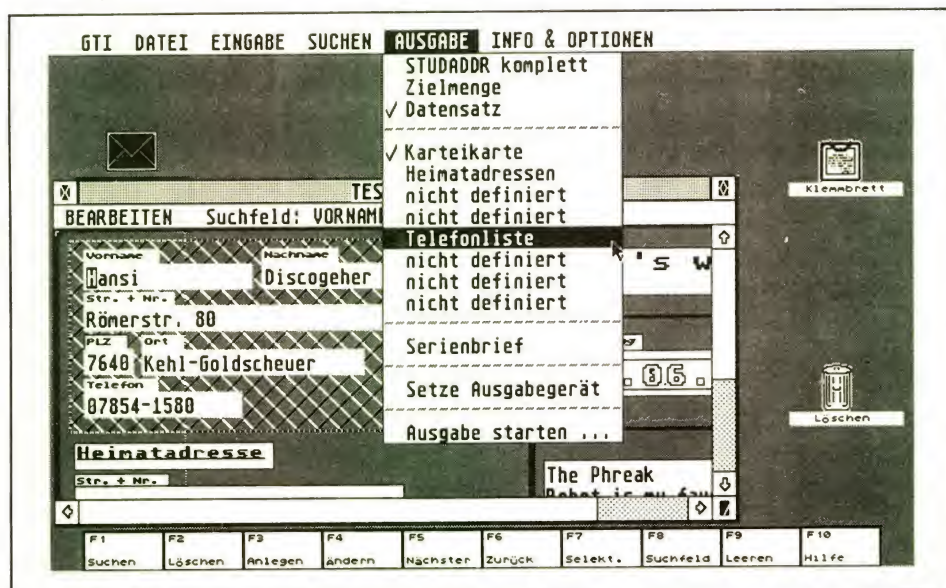 GTI DATEI EINGABE SUCHEN AUSGABE INFO & OPTIONEN
STUDADDR komplett
Zielmenge
✓ Datensatz
✓ Karteikarte
Heimatadressen
nicht definiert
nicht definiert
Telefonliste
nicht definiert
nicht definiert
nicht definiert
Serienbrief
Setze Ausgabegerät
Ausgabe starten ...
Klemmbrett
Löschen
TES
BEARBEITEN Suchfeld: VORNAM
Vorname Nachname
Hansi Discogeher
's W
Str. + Nr.
Römerstr. 80
PLZ Ort
7640 Kehl-Goldscheuer
. 06 .
Telefon
07854-1580
Heimatadresse
Str. + Nr.
The Phreak
F1 F2 F3 F4 F5 F6 F7 F8 F9 F10
Suchen Löschen Anlegen ändern Nächster Zurück Selekt. Suchfeld Leeren Hilfe